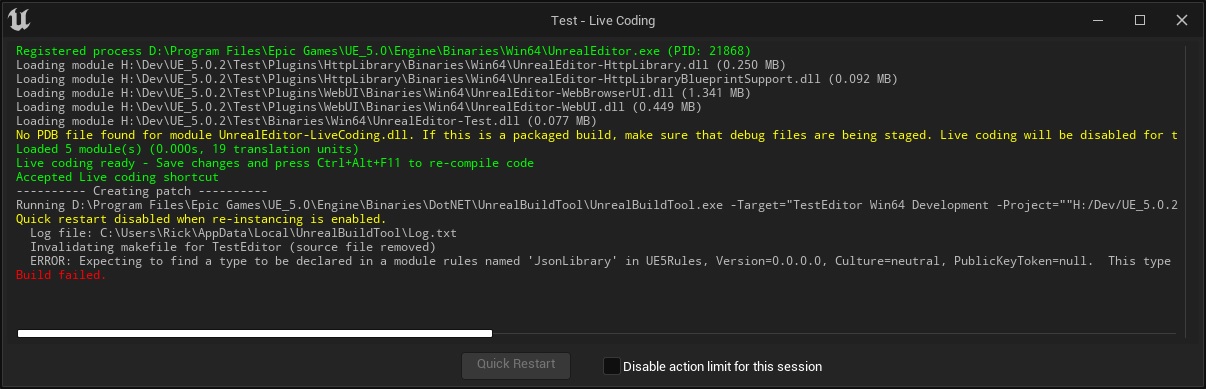 Test - Live Coding
Registered process D:\Program Files\Epic Games\UE_5.0\Engine\Binaries\Win64\UnrealEditor.exe (PID: 21868)
Loading module H:\Dev\UE_5.0.2\Test\Plugins\HttpLibrary\Binaries\Win64\UnrealEditor-HttpLibrary.dll (0.250 MB)
Loading module H:\Dev\UE_5.0.2\Test\Plugins\HttpLibrary\Binaries\Win64\UnrealEditor-HttpLibraryBlueprintSupport.dll (0.092 MB)
Loading module H:\Dev\UE_5.0.2\Test\Plugins\WebUI\Binaries\Win64\UnrealEditor-WebBrowserUI.dll (1.341 MB)
Loading module H:\Dev\UE_5.0.2\Test\Plugins\WebUI\Binaries\Win64\UnrealEditor-WebUI.dll (0.449 MB)
Loading module H:\Dev\UE_5.0.2\Test\Binaries\Win64\UnrealEditor-Test.dll (0.077 MB)
No PDB file found for module UnrealEditor-LiveCoding.dll. If this is a packaged build, make sure that debug files are being staged. Live coding will be disabled for t
Loaded 5 module(s) (0.000s, 19 translation units)
Live coding ready - Save changes and press Ctrl+Alt+F11 to re-compile code
Accepted Live coding shortcut
---------- Creating patch ----------
Running D:\Program Files\Epic Games\UE_5.0\Engine\Binaries\DotNET\UnrealBuildTool\UnrealBuildTool.exe -Target="TestEditor Win64 Development -Project=""H:/Dev/UE_5.0.2
Quick restart disabled when re-instancing is enabled.
Log file: C:\Users\Rick\AppData\Local\UnrealBuildTool\Log.txt
Invalidating makefile for TestEditor (source file removed)
ERROR: Expecting to find a type to be declared in a module rules named 'JsonLibrary' in UE5Rules, Version=0.0.0.0, Culture=neutral, PublicKeyToken=null.  This type
Build failed.
Quick Restart
Disable action limit for this session